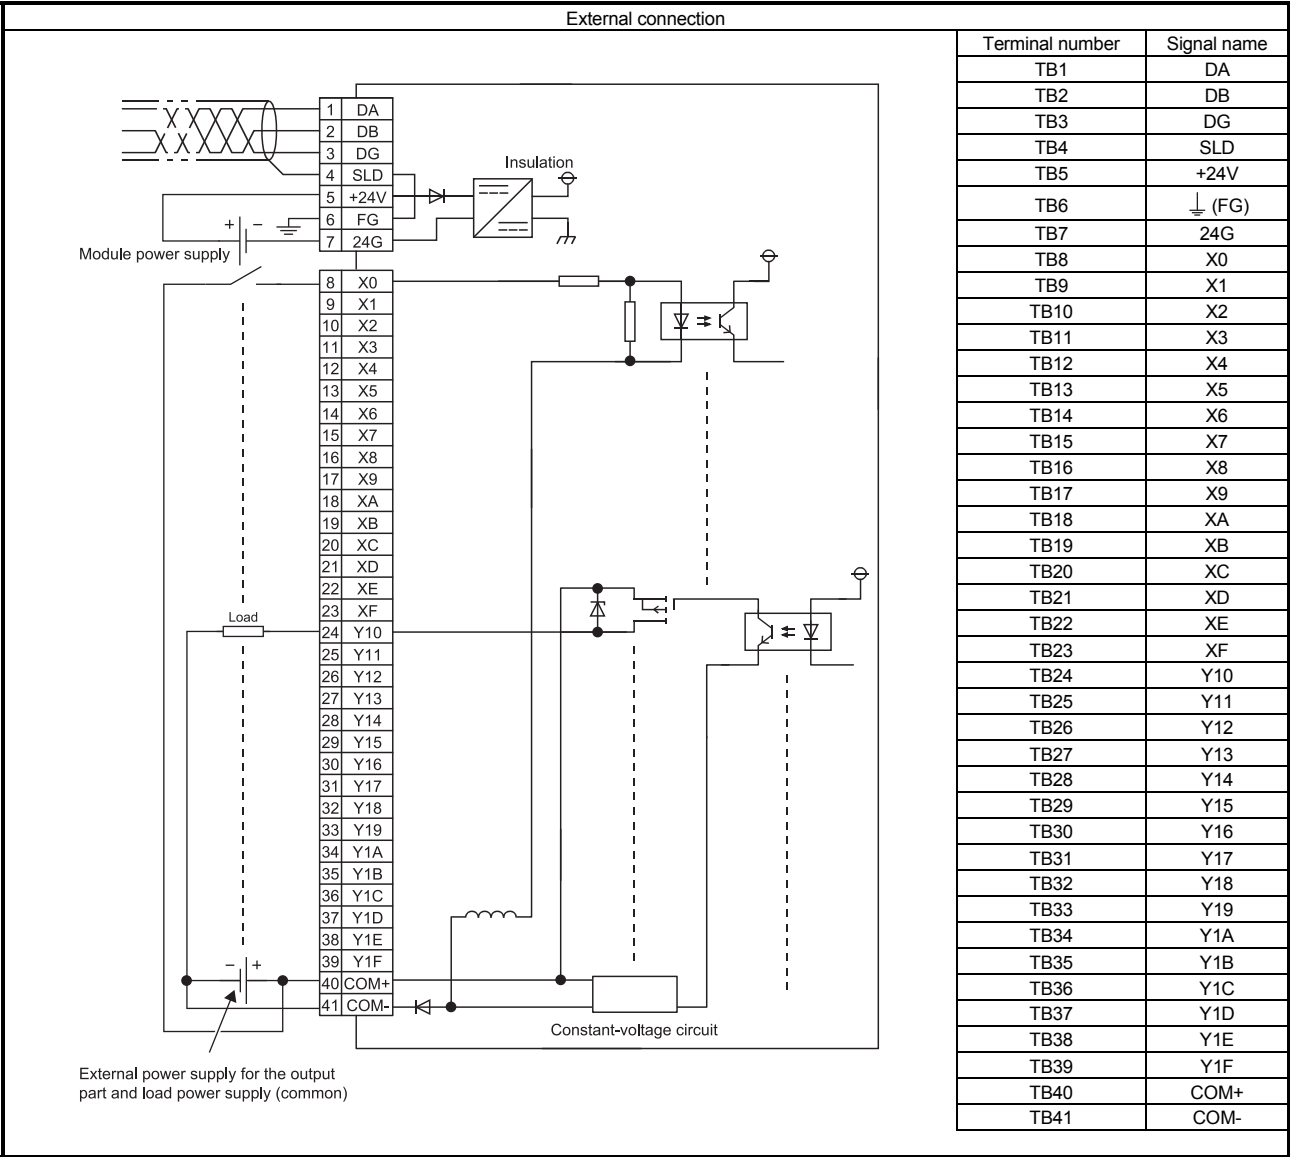 External connection
1 DA
2 DB
3 DG
4 SLD
5 +24V
6 FG
7 24G
Insulation
+ −
Module power supply
8 X0
9 X1
10 X2
11 X3
12 X4
13 X5
14 X6
15 X7
16 X8
17 X9
18 XA
19 XB
20 XC
21 XD
22 XE
23 XF
Load
24 Y10
25 Y11
26 Y12
27 Y13
28 Y14
29 Y15
30 Y16
31 Y17
32 Y18
33 Y19
34 Y1A
35 Y1B
36 Y1C
37 Y1D
38 Y1E
39 Y1F
− +
40 COM+
41 COM-
Constant-voltage circuit
External power supply for the output
part and load power supply (common)
Terminal number Signal name
TB1 DA
TB2 DB
TB3 DG
TB4 SLD
TB5 +24V
TB6 (FG)
TB7 24G
TB8 X0
TB9 X1
TB10 X2
TB11 X3
TB12 X4
TB13 X5
TB14 X6
TB15 X7
TB16 X8
TB17 X9
TB18 XA
TB19 XB
TB20 XC
TB21 XD
TB22 XE
TB23 XF
TB24 Y10
TB25 Y11
TB26 Y12
TB27 Y13
TB28 Y14
TB29 Y15
TB30 Y16
TB31 Y17
TB32 Y18
TB33 Y19
TB34 Y1A
TB35 Y1B
TB36 Y1C
TB37 Y1D
TB38 Y1E
TB39 Y1F
TB40 COM+
TB41 COM-